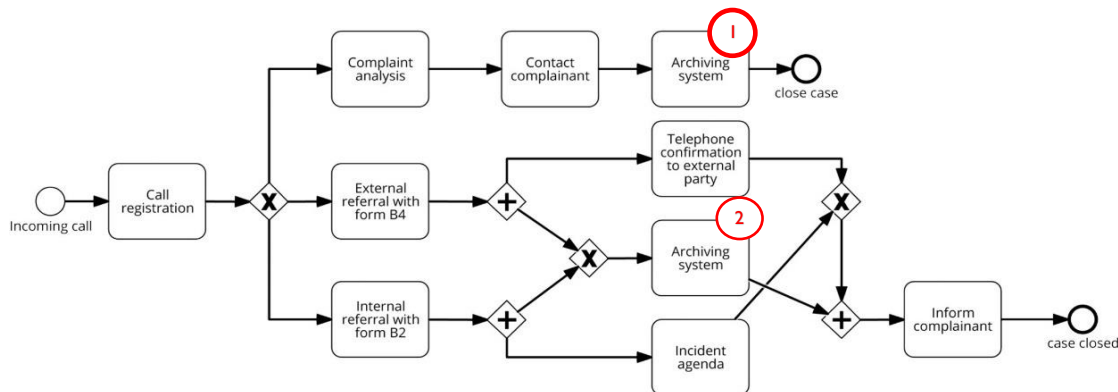 1
Complaint
analysis
Contact
complainant
Archiving
system
close case
Telephone
confirmation
to external
party
Call
registration
X
External
referral with
form B4
+
X
Incoming call
2
X
Archiving
system
Internal
referral with
form B2
+
+
Inform
complainant
Incident
agenda
case closed